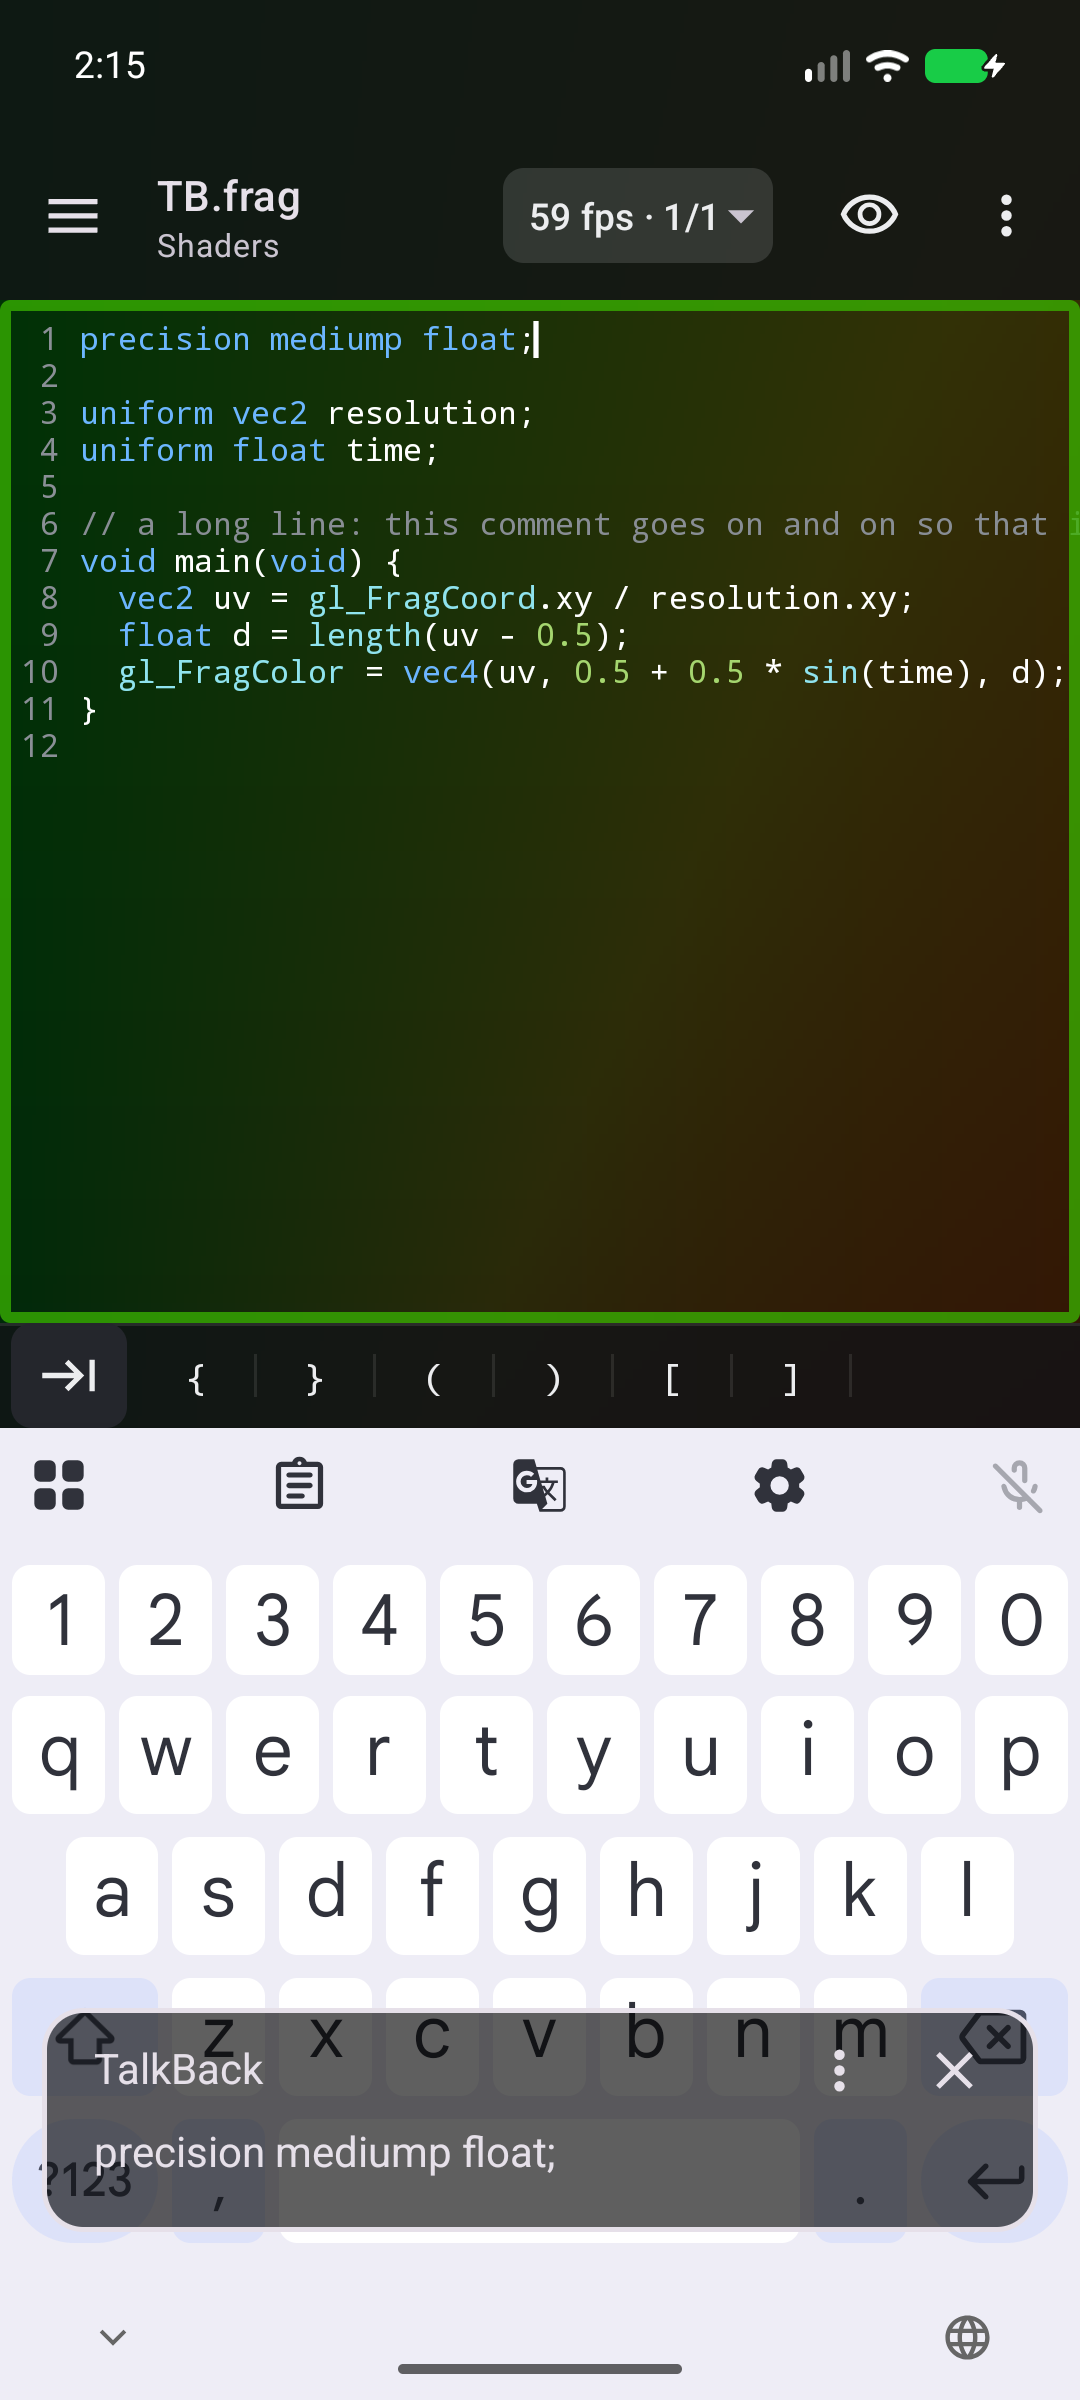 2:15
TB.frag
Shaders
59 fps · 1/1
1 precision mediump float;
2
3 uniform vec2 resolution;
4 uniform float time;
5
6 // a long line: this comment goes on and on so that i
7 void main(void) {
8   vec2 uv = gl_FragCoord.xy / resolution.xy;
9   float d = length(uv - 0.5);
10   gl_FragColor = vec4(uv, 0.5 + 0.5 * sin(time), d);
11 }
12
{ } ( ) [ ]
1 2 3 4 5 6 7 8 9 0
q w e r t y u i o p
a s d f g h j k l
z x c v b n m
TalkBack
precision mediump float;
?123 , .